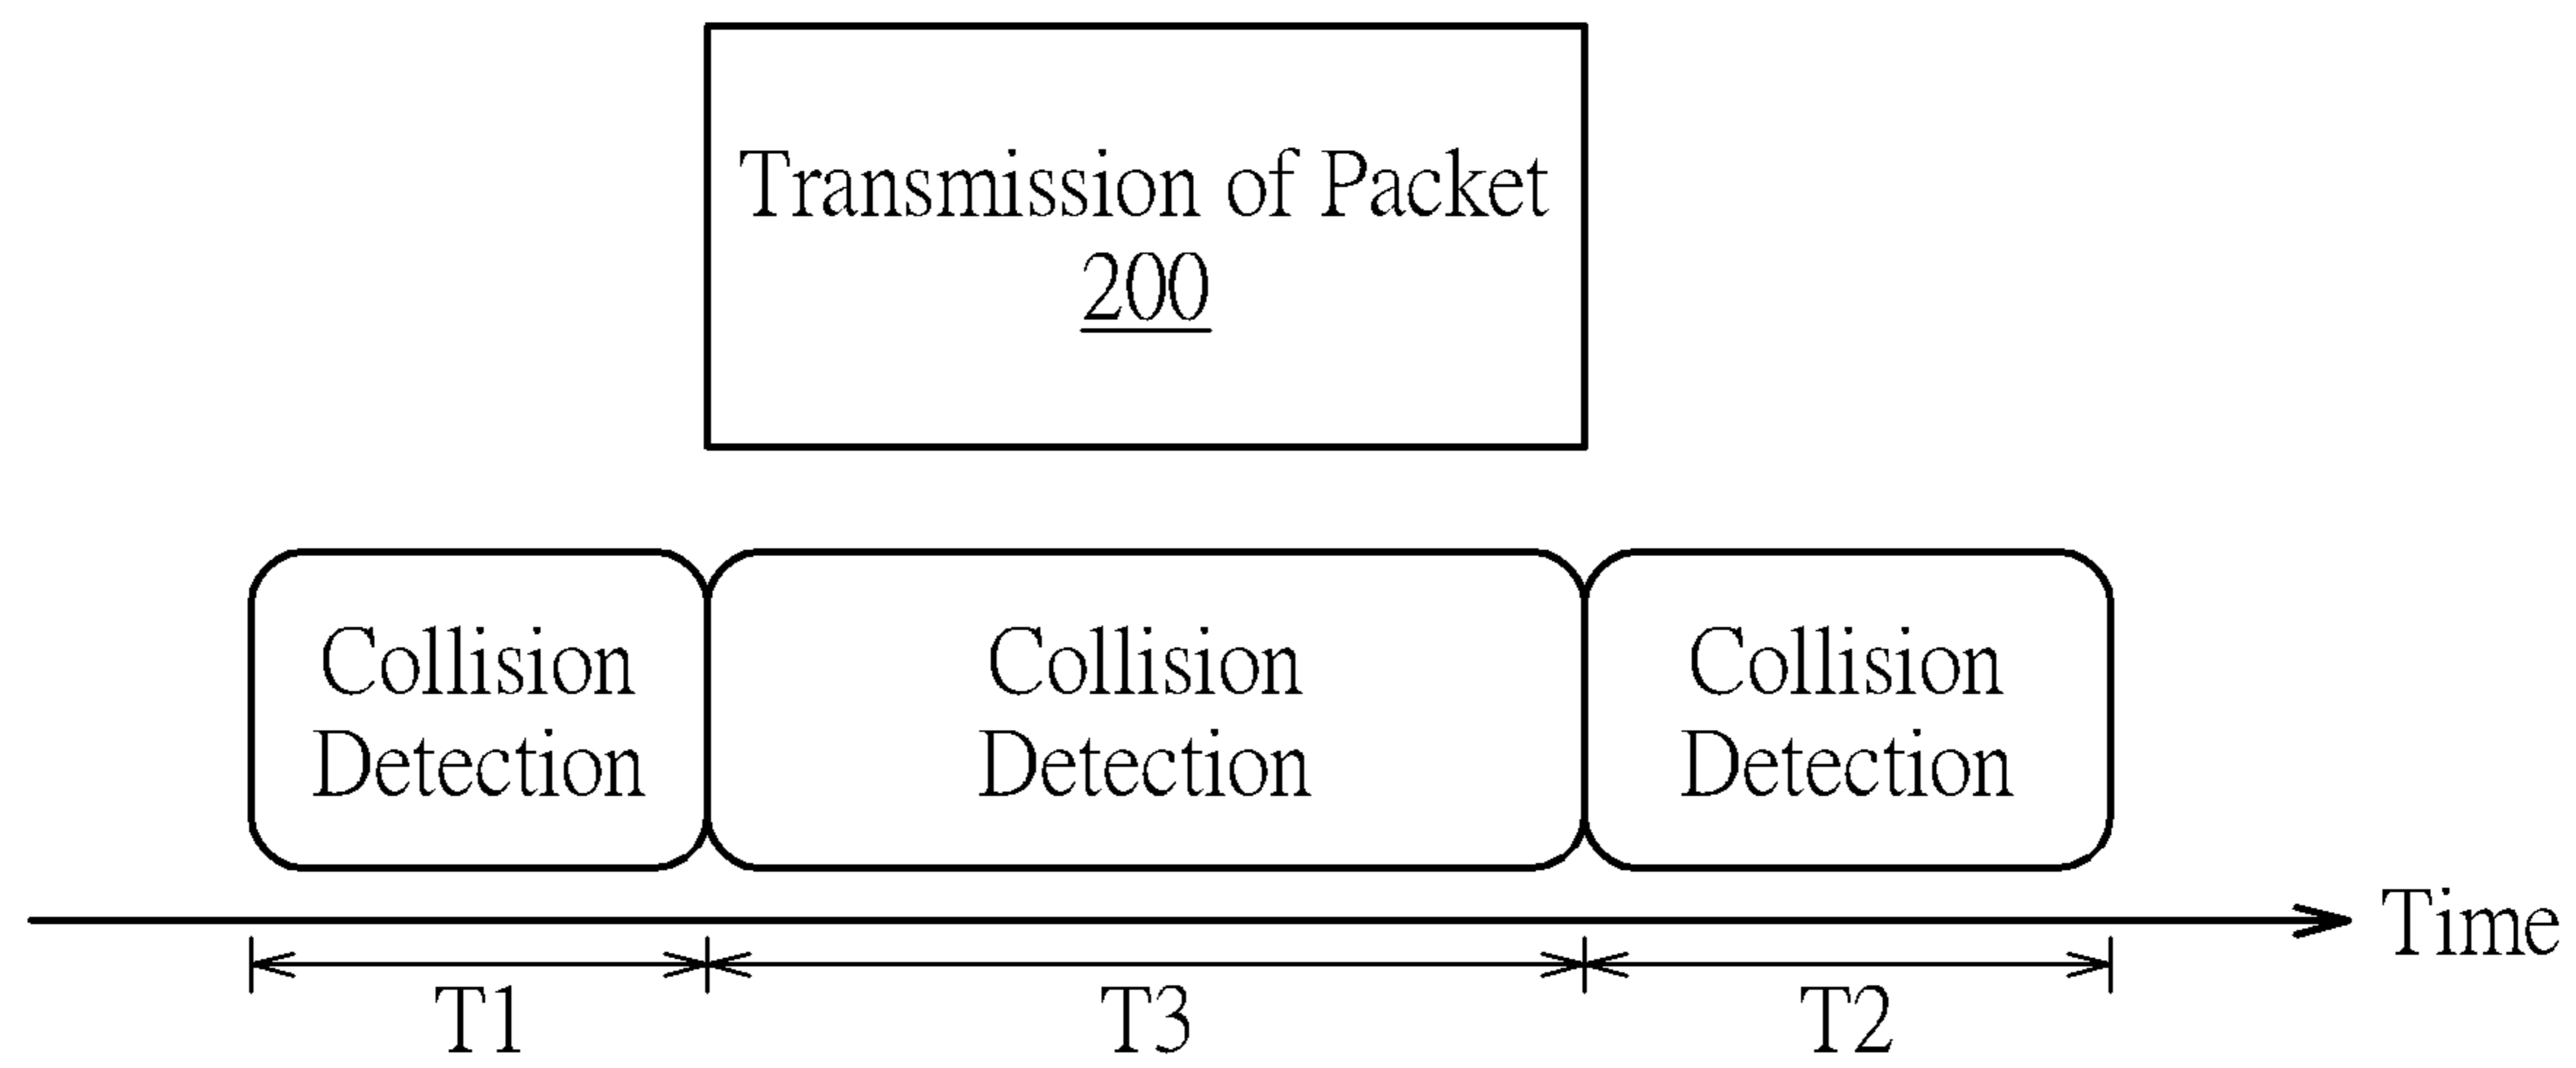 Transmission of Packet
200
Collision
Detection
Collision
Detection
Collision
Detection
Time
T1
T3
T2